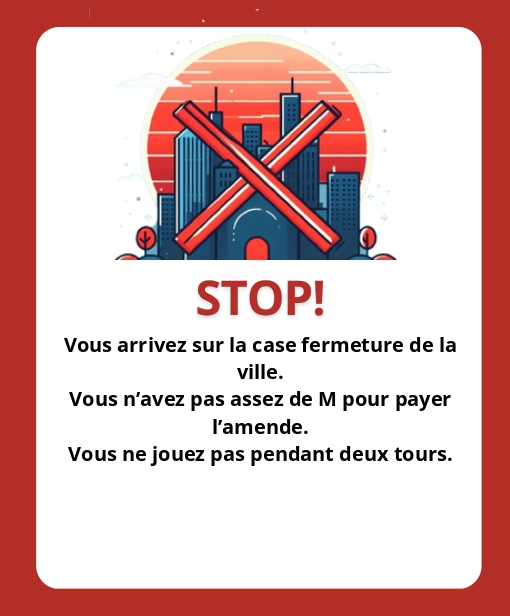 STOP!
Vous arrivez sur la case fermeture de la
ville.
Vous n’avez pas assez de M pour payer
l’amende.
Vous ne jouez pas pendant deux tours.